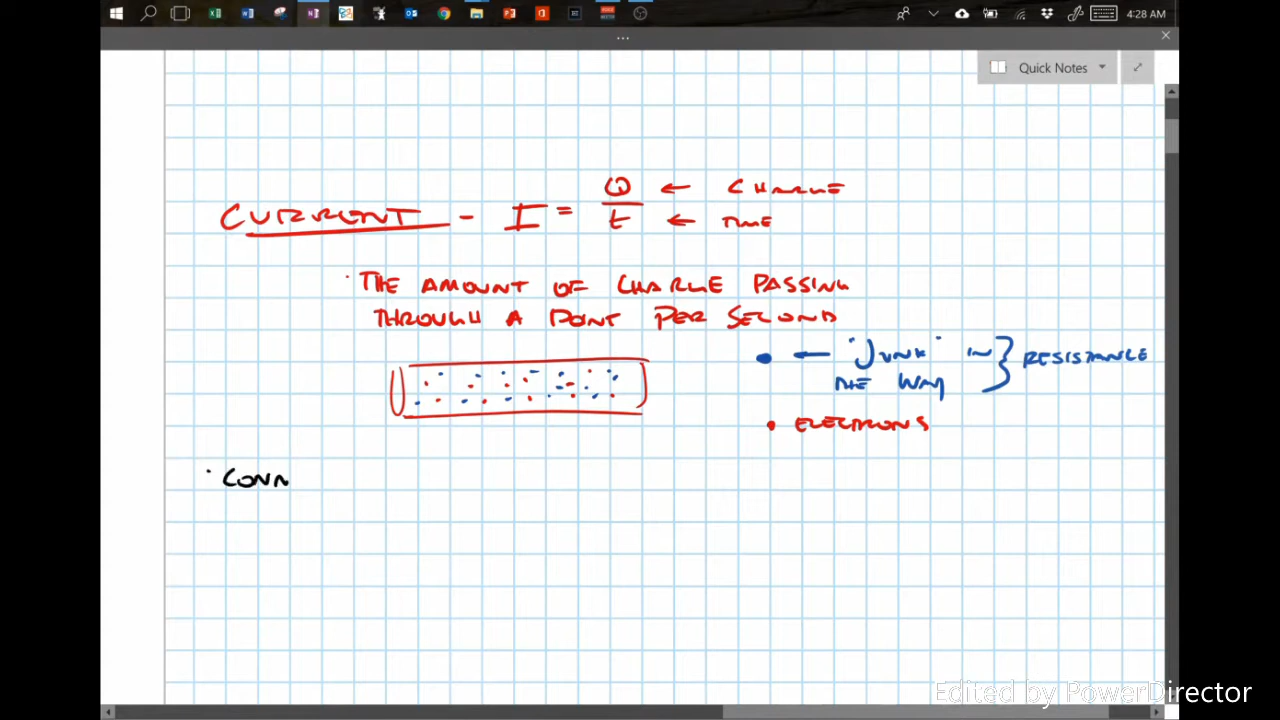 4:28 AM
...
Quick Notes
CURRENT - I = Q/t ← CHARGE
← TIME
· THE AMOUNT OF CHARGE PASSING
THROUGH A POINT PER SECOND
• ← "JUNK" IN } RESISTANCE
THE WAY
• ELECTRONS
· CONN
Edited by PowerDirector